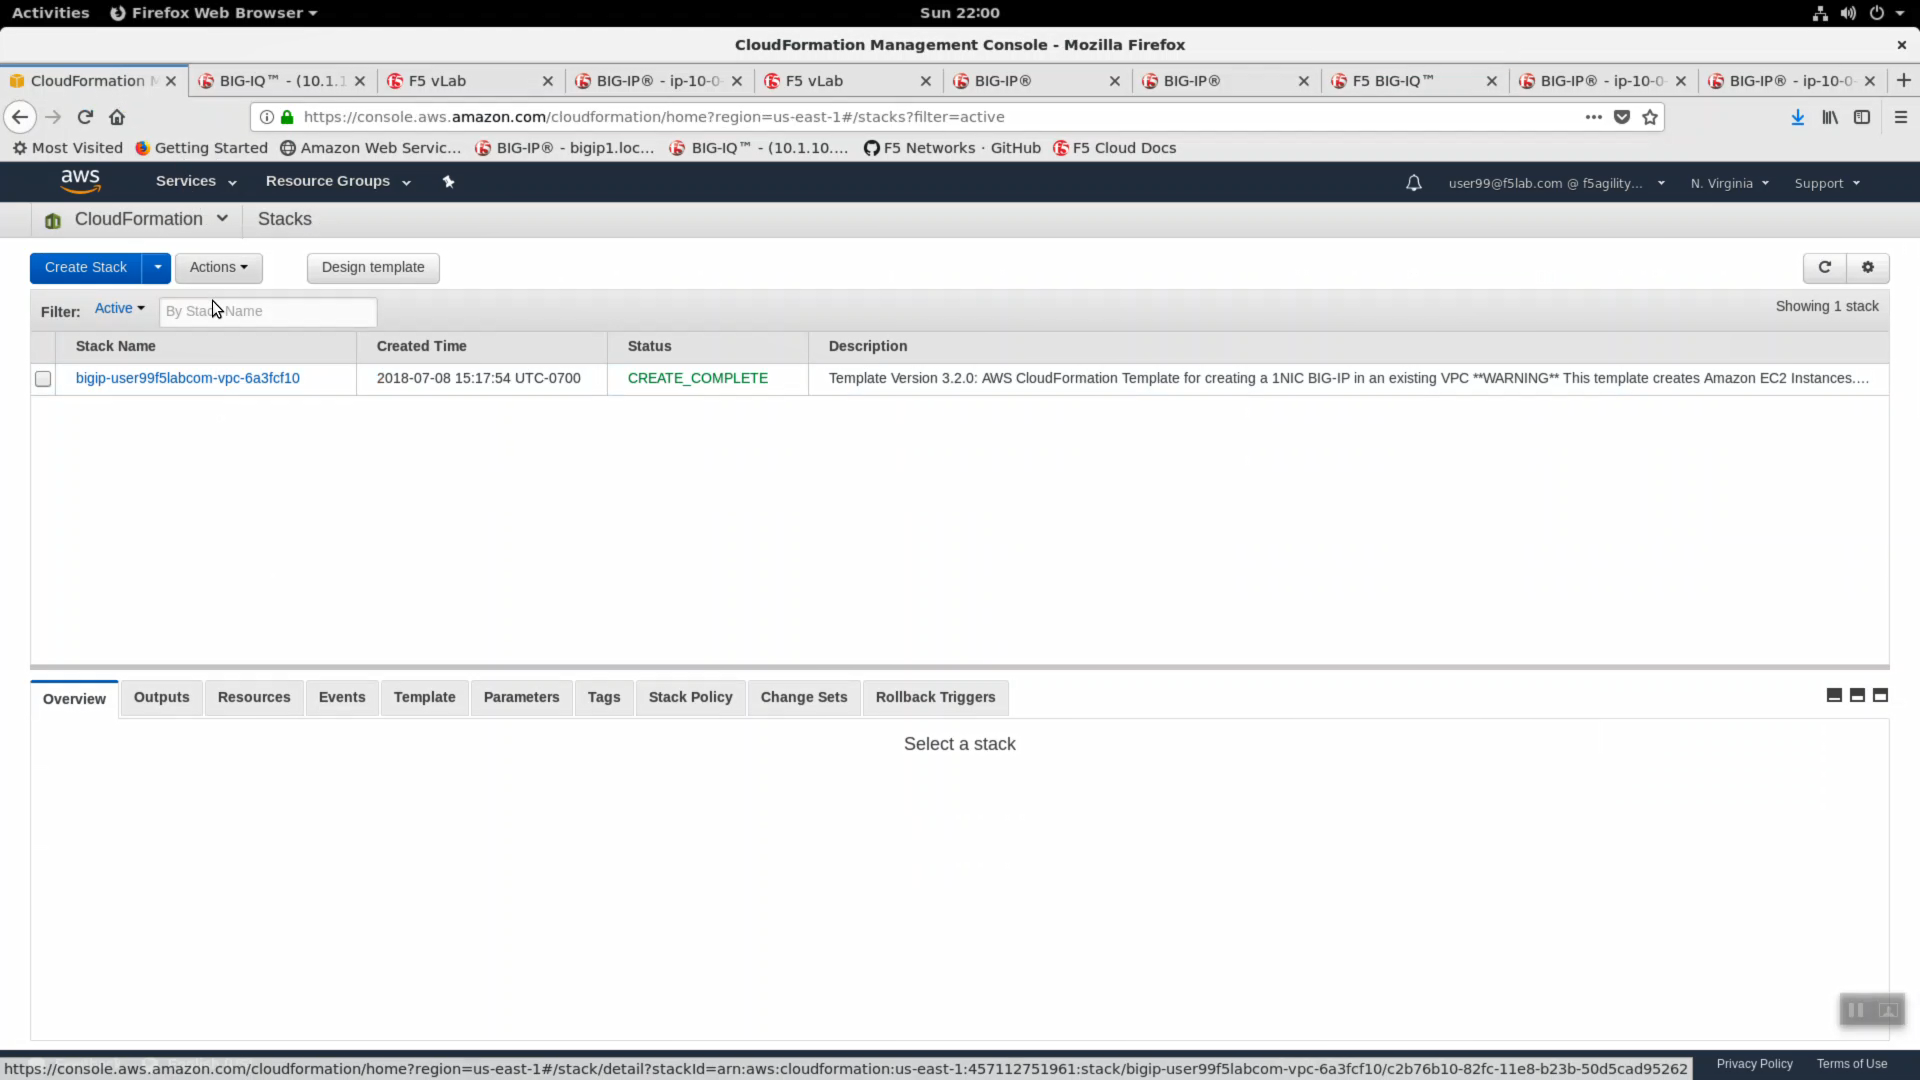 Activities Firefox Web Browser Sun 22:00
CloudFormation Management Console - Mozilla Firefox
CloudFormation M BIG-IQ™ - (10.1.1 F5 vLab BIG-IP® - ip-10-0- F5 vLab BIG-IP® BIG-IP® F5 BIG-IQ™ BIG-IP® - ip-10-0- BIG-IP® - ip-10-0-
https://console.aws.amazon.com/cloudformation/home?region=us-east-1#/stacks?filter=active
Most Visited Getting Started Amazon Web Servic... BIG-IP® - bigip1.loc... BIG-IQ™ - (10.1.10.... F5 Networks · GitHub F5 Cloud Docs
aws Services Resource Groups user99@f5lab.com @ f5agility... N. Virginia Support
CloudFormation Stacks
Create Stack Actions Design template
Filter: Active By Stack Name Showing 1 stack
Stack Name Created Time Status Description
bigip-user99f5labcom-vpc-6a3fcf10 2018-07-08 15:17:54 UTC-0700 CREATE_COMPLETE Template Version 3.2.0: AWS CloudFormation Template for creating a 1NIC BIG-IP in an existing VPC **WARNING** This template creates Amazon EC2 Instances....
Overview Outputs Resources Events Template Parameters Tags Stack Policy Change Sets Rollback Triggers
Select a stack
https://console.aws.amazon.com/cloudformation/home?region=us-east-1#/stack/detail?stackId=arn:aws:cloudformation:us-east-1:457112751961:stack/bigip-user99f5labcom-vpc-6a3fcf10/c2b76b10-82fc-11e8-b23b-50d5cad95262 Privacy Policy Terms of Use